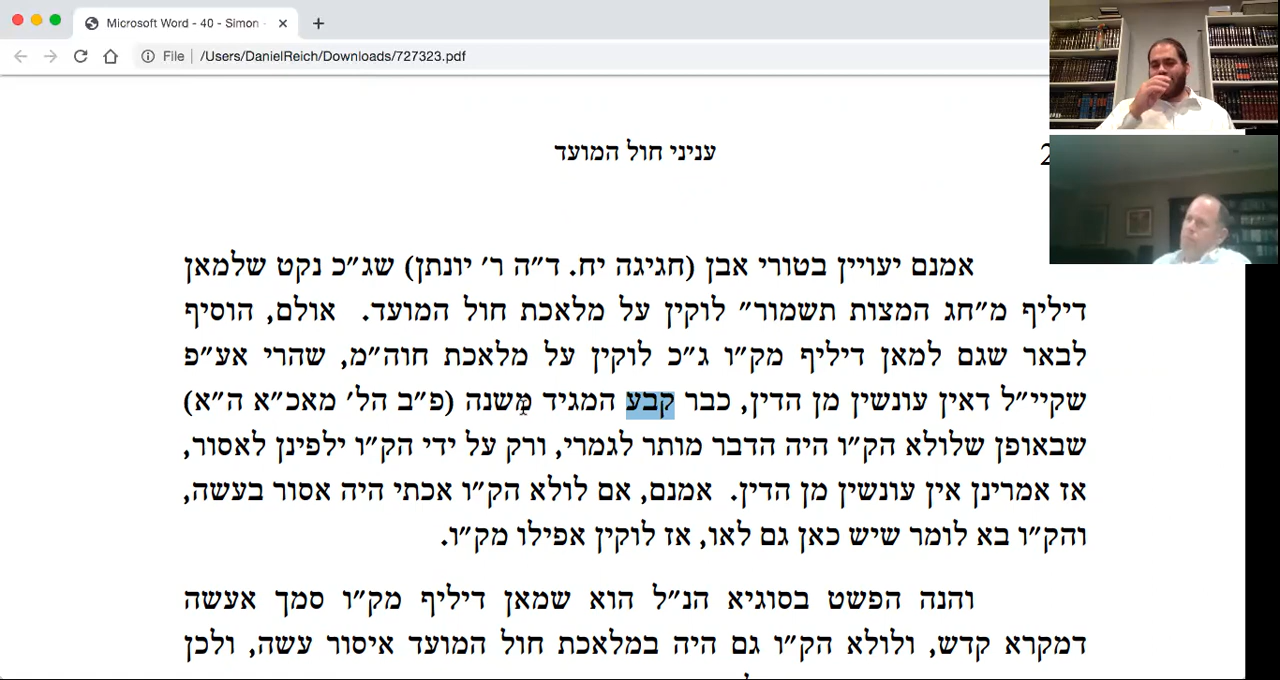 Microsoft Word - 40 - Simon
File
/Users/DanielReich/Downloads/727323.pdf
עניני חול המועד
אמנם יעויין בטורי אבן (חגיגה יח. ד״ה ר׳ יונתן) שג״כ נקט שלמאן
דיליף מ״חג המצות תשמור״ לוקין על מלאכת חול המועד. אולם, הוסיף
לבאר שגם למאן דיליף מק״ו ג״כ לוקין על מלאכת חוה״מ, שהרי אע״פ
שקיי״ל דאין עונשין מן הדין, כבר קבע המגיד משנה (פ״ב הל׳ מאכ״א ה״א)
שבאופן שלולא הק״ו היה הדבר מותר לגמרי, ורק על ידי הק״ו ילפינן לאסור,
אז אמרינן אין עונשין מן הדין. אמנם, אם לולא הק״ו אכתי היה אסור בעשה,
והק״ו בא לומר שיש כאן גם לאו, אז לוקין אפילו מק״ו.
והנה הפשט בסוגיא הנ״ל הוא שמאן דיליף מק״ו סמך אעשה
דמקרא קדש, ולולא הק״ו גם היה במלאכת חול המועד איסור עשה, ולכן